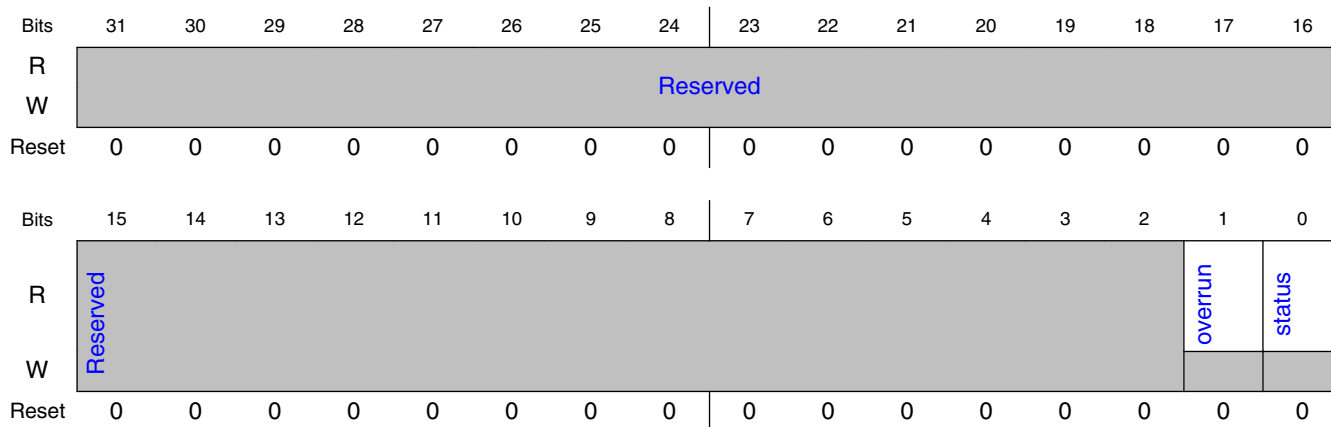 Bits 31 30 29 28 27 26 25 24 23 22 21 20 19 18 17 16
R
Reserved
W
Reset 0 0 0 0 0 0 0 0 0 0 0 0 0 0 0 0
Bits 15 14 13 12 11 10 9 8 7 6 5 4 3 2 1 0
R Reserved overrun status
W
Reset 0 0 0 0 0 0 0 0 0 0 0 0 0 0 0 0